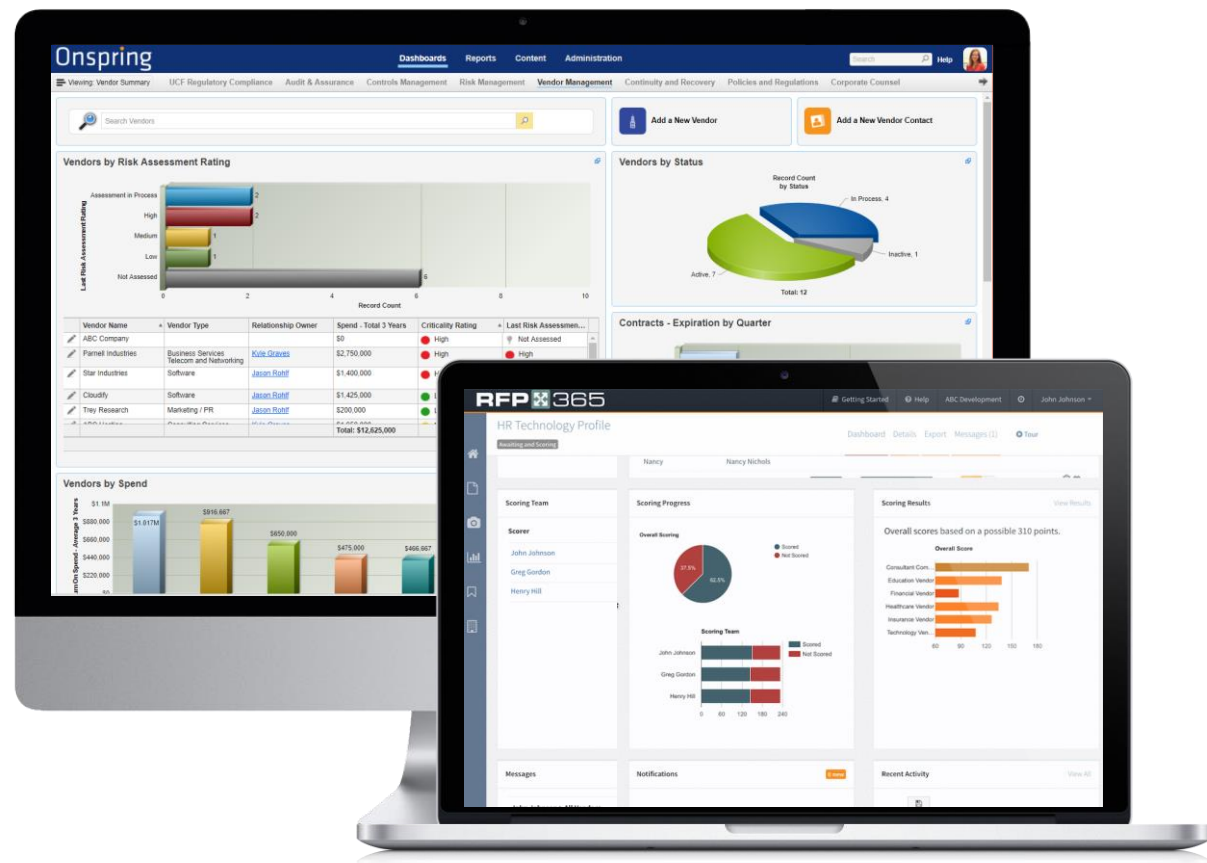 Onspring
Dashboards Reports Content Administration
Search Help
Viewing: Vendor Summary UCF Regulatory Compliance Audit & Assurance Controls Management Risk Management Vendor Management Continuity and Recovery Policies and Regulations Corporate Counsel
Search Vendors
Add a New Vendor
Add a New Vendor Contact
Vendors by Risk Assessment Rating
Last Risk Assessment Rating
Assessment in Process 2
High 2
Medium 1
Low 1
Not Assessed 6
0 2 4 6 8 10
Record Count
Vendor Name Vendor Type Relationship Owner Spend - Total 3 Years Criticality Rating Last Risk Assessmen...
ABC Company $0 High Not Assessed
Parnell Industries Business Services Kyle Graves $2,750,000 High High
Telecom and Networking
Star Industries Software Jason Rohlf $1,400,000
Cloudify Software Jason Rohlf $1,425,000
Trey Research Marketing / PR Jason Rohlf $200,000
Total: $12,625,000
Vendors by Status
Record Count
by Status
In Process, 4
Inactive, 1
Active, 7
Total: 12
Contracts - Expiration by Quarter
Vendors by Spend
Spend - Average 3 Years
$1.1M
$880,000
$660,000
$440,000
$220,000
$0
$1.017M
$916,667
$650,000
$475,000
$466,667
RFP365
Getting Started Help ABC Development John Johnson
HR Technology Profile
Awaiting and Scoring
Dashboard Details Export Messages (1) Tour
Nancy Nancy Nichols
Scoring Team
Scorer
John Johnson
Greg Gordon
Henry Hill
Scoring Progress
Overall Scoring
37.5%
62.5%
Scored
Not Scored
Scoring Team
John Johnson
Greg Gordon
Henry Hill
Scored
Not Scored
0 60 120 180 240
Scoring Results View Results
Overall scores based on a possible 310 points.
Overall Score
Consultant Com...
Education Vendor
Financial Vendor
Healthcare Vendor
Insurance Vendor
Technology Ven...
60 90 120 150 180
Messages
Notifications
Recent Activity View All